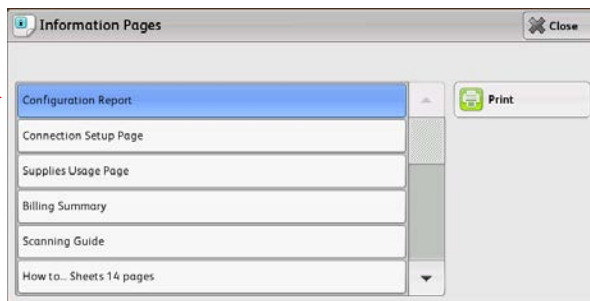 Information Pages
Close
Configuration Report
Print
Connection Setup Page
Supplies Usage Page
Billing Summary
Scanning Guide
How to... Sheets 14 pages